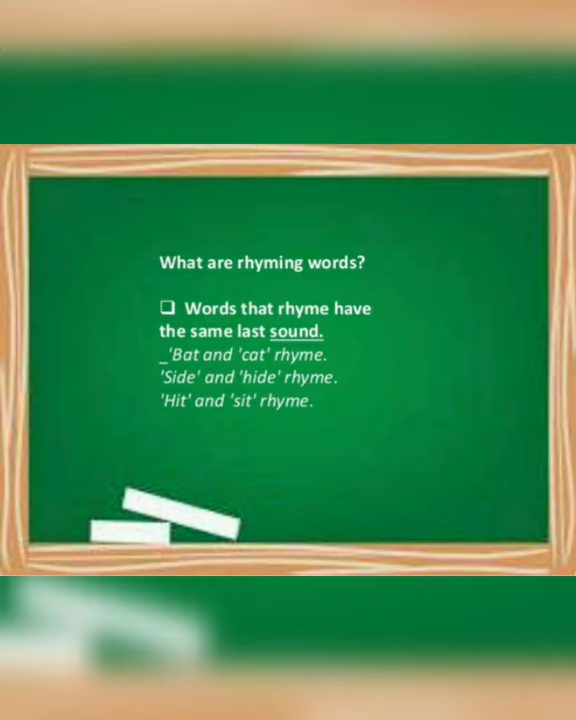 What are rhyming words?
❑ Words that rhyme have
the same last sound.
_'Bat and 'cat' rhyme.
'Side' and 'hide' rhyme.
'Hit' and 'sit' rhyme.